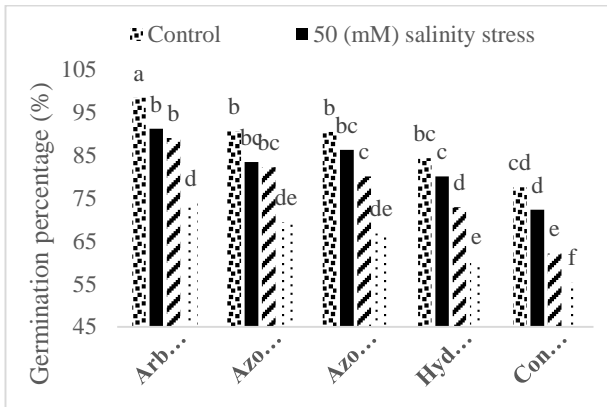 Control 50 (mM) salinity stress
Germination percentage (%)
105
95
85
75
65
55
45
a b b d
b bc bc de
b bc c de
bc c d e
cd d e f
Arb…
Azo…
Azo…
Hyd…
Con…